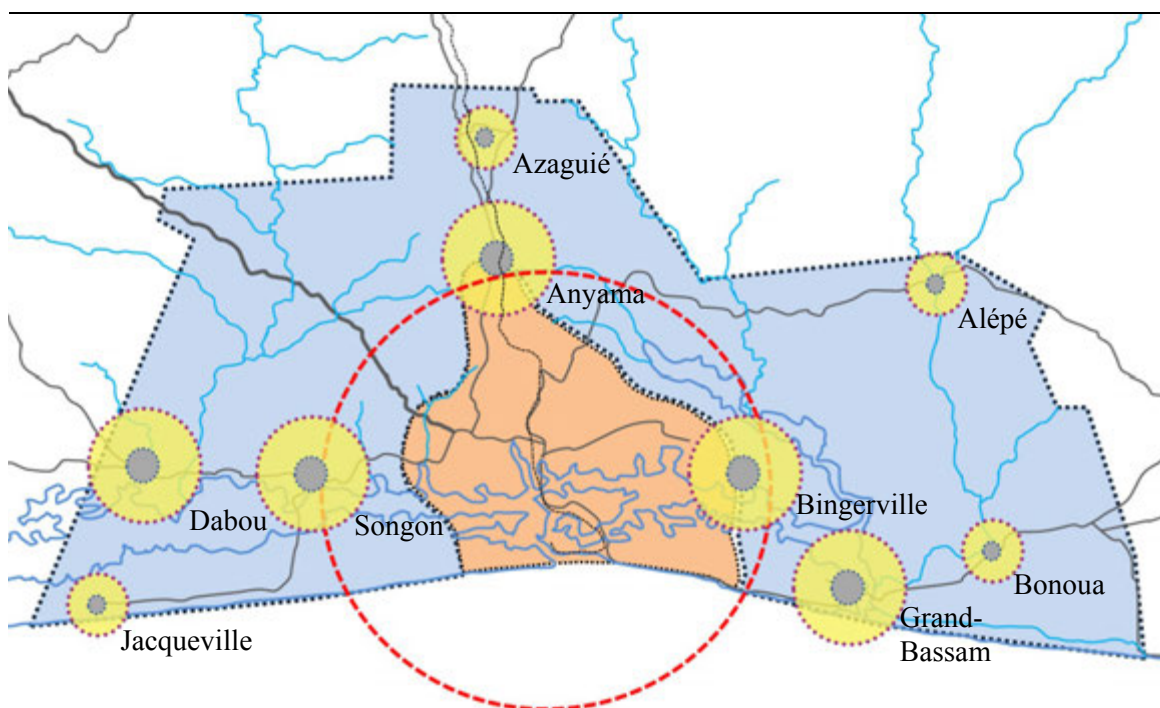 Azaguié
Anyama
Alépé
Dabou
Songon
Bingerville
Jacqueville
Bonoua
Grand-
Bassam